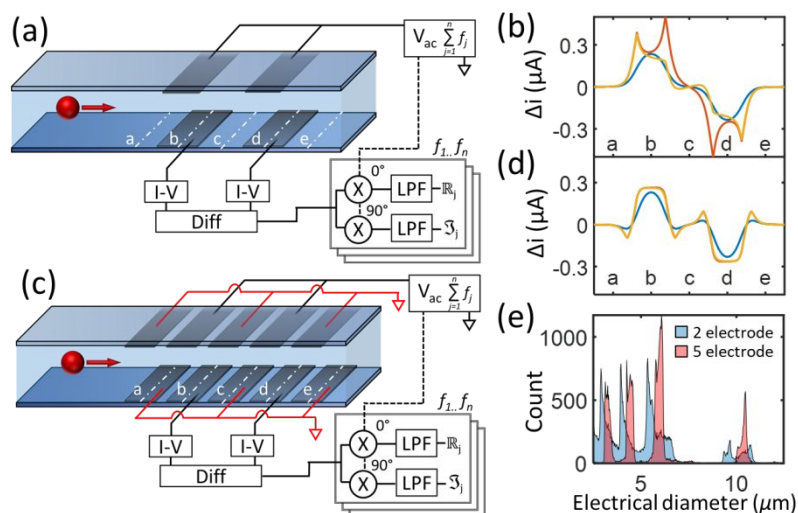 (a)
V_ac ∑_{j=1}^{n} f_j
a
b
c
d
e
I-V
I-V
Diff
f_1..f_n
X
0°
LPF
ℝ_j
90°
X
LPF
ℑ_j
(b)
Δi (µA)
0.3
0
-0.3
a
b
c
d
e
(c)
V_ac ∑_{j=1}^{n} f_j
a
b
c
d
e
I-V
I-V
Diff
f_1..f_n
X
0°
LPF
ℝ_j
90°
X
LPF
ℑ_j
(d)
Δi (µA)
0.3
0
-0.3
a
b
c
d
e
(e)
2 electrode
5 electrode
Count
1000
500
0
5
10
Electrical diameter (µm)